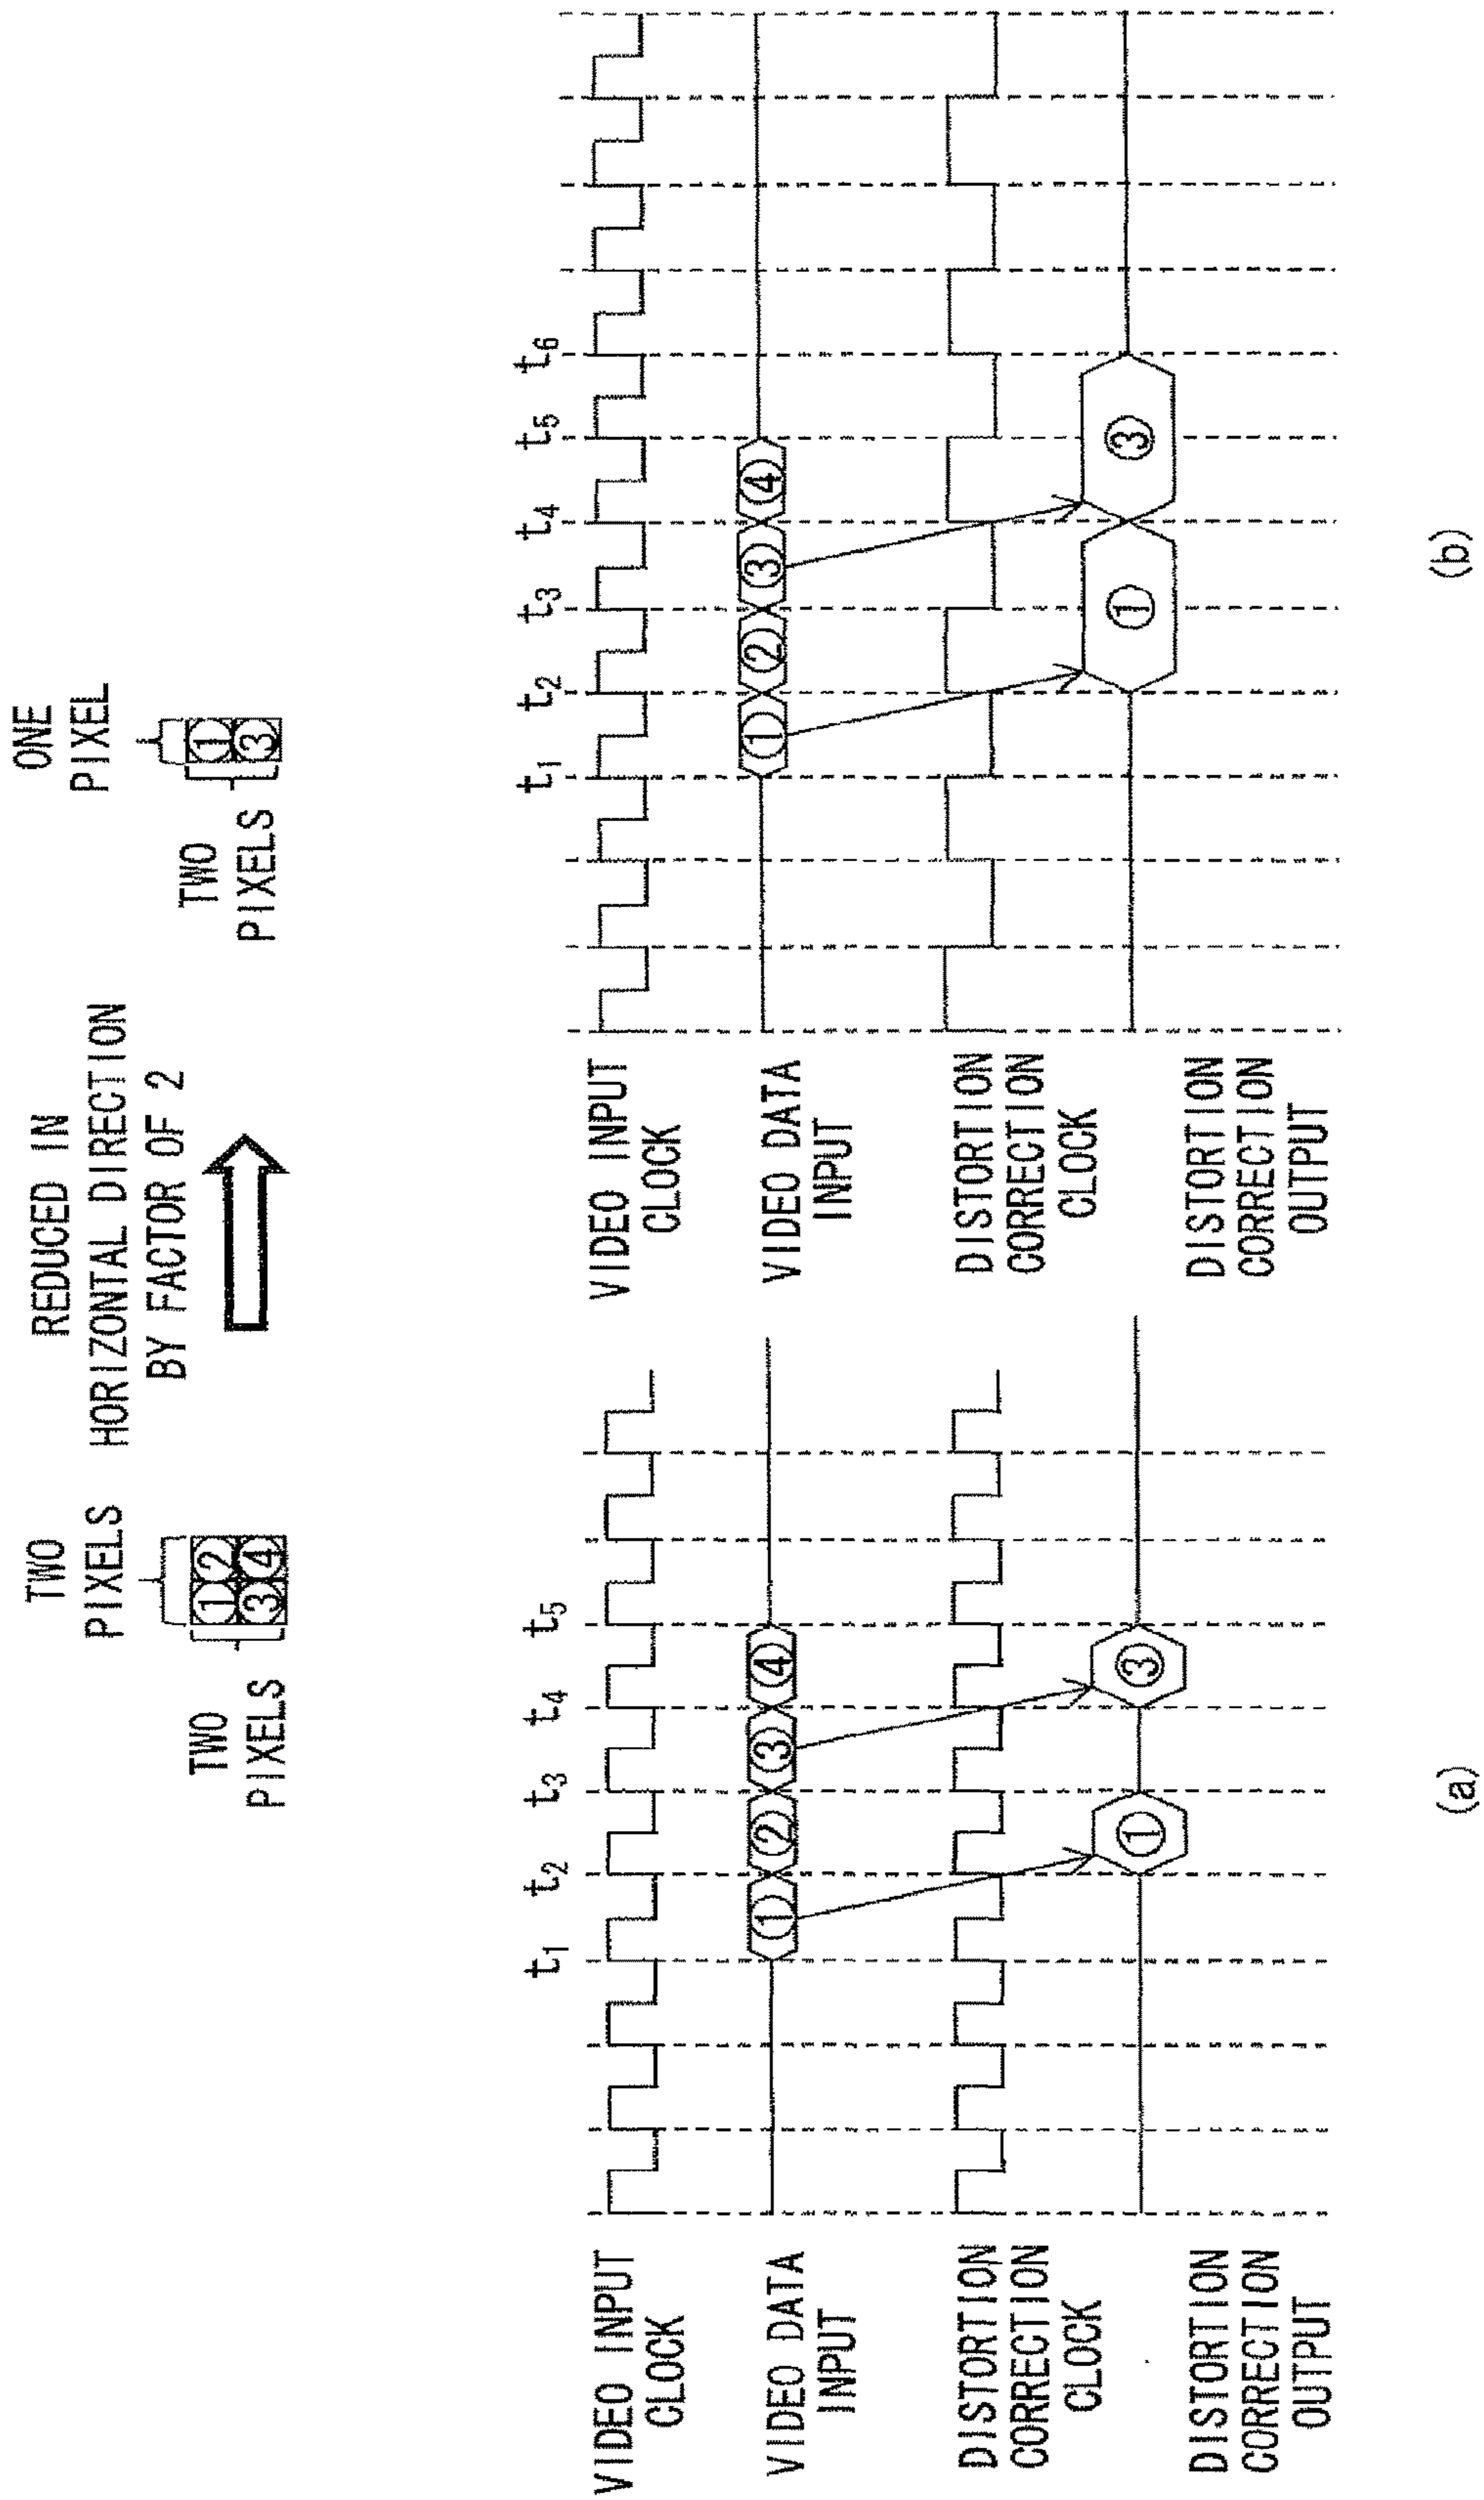 TWO
PIXELS
TWO
PIXELS
① ②
③ ④
REDUCED IN
HORIZONTAL DIRECTION
BY FACTOR OF 2
ONE
PIXEL
TWO
PIXELS
①
③
t1 t2 t3 t4 t5
VIDEO INPUT
CLOCK
VIDEO DATA
INPUT
① ② ③ ④
DISTORTION
CORRECTION
CLOCK
DISTORTION
CORRECTION
OUTPUT
① ③
(a)
t1 t2 t3 t4 t5 t6
VIDEO INPUT
CLOCK
VIDEO DATA
INPUT
① ② ③ ④
DISTORTION
CORRECTION
CLOCK
DISTORTION
CORRECTION
OUTPUT
① ③
(b)